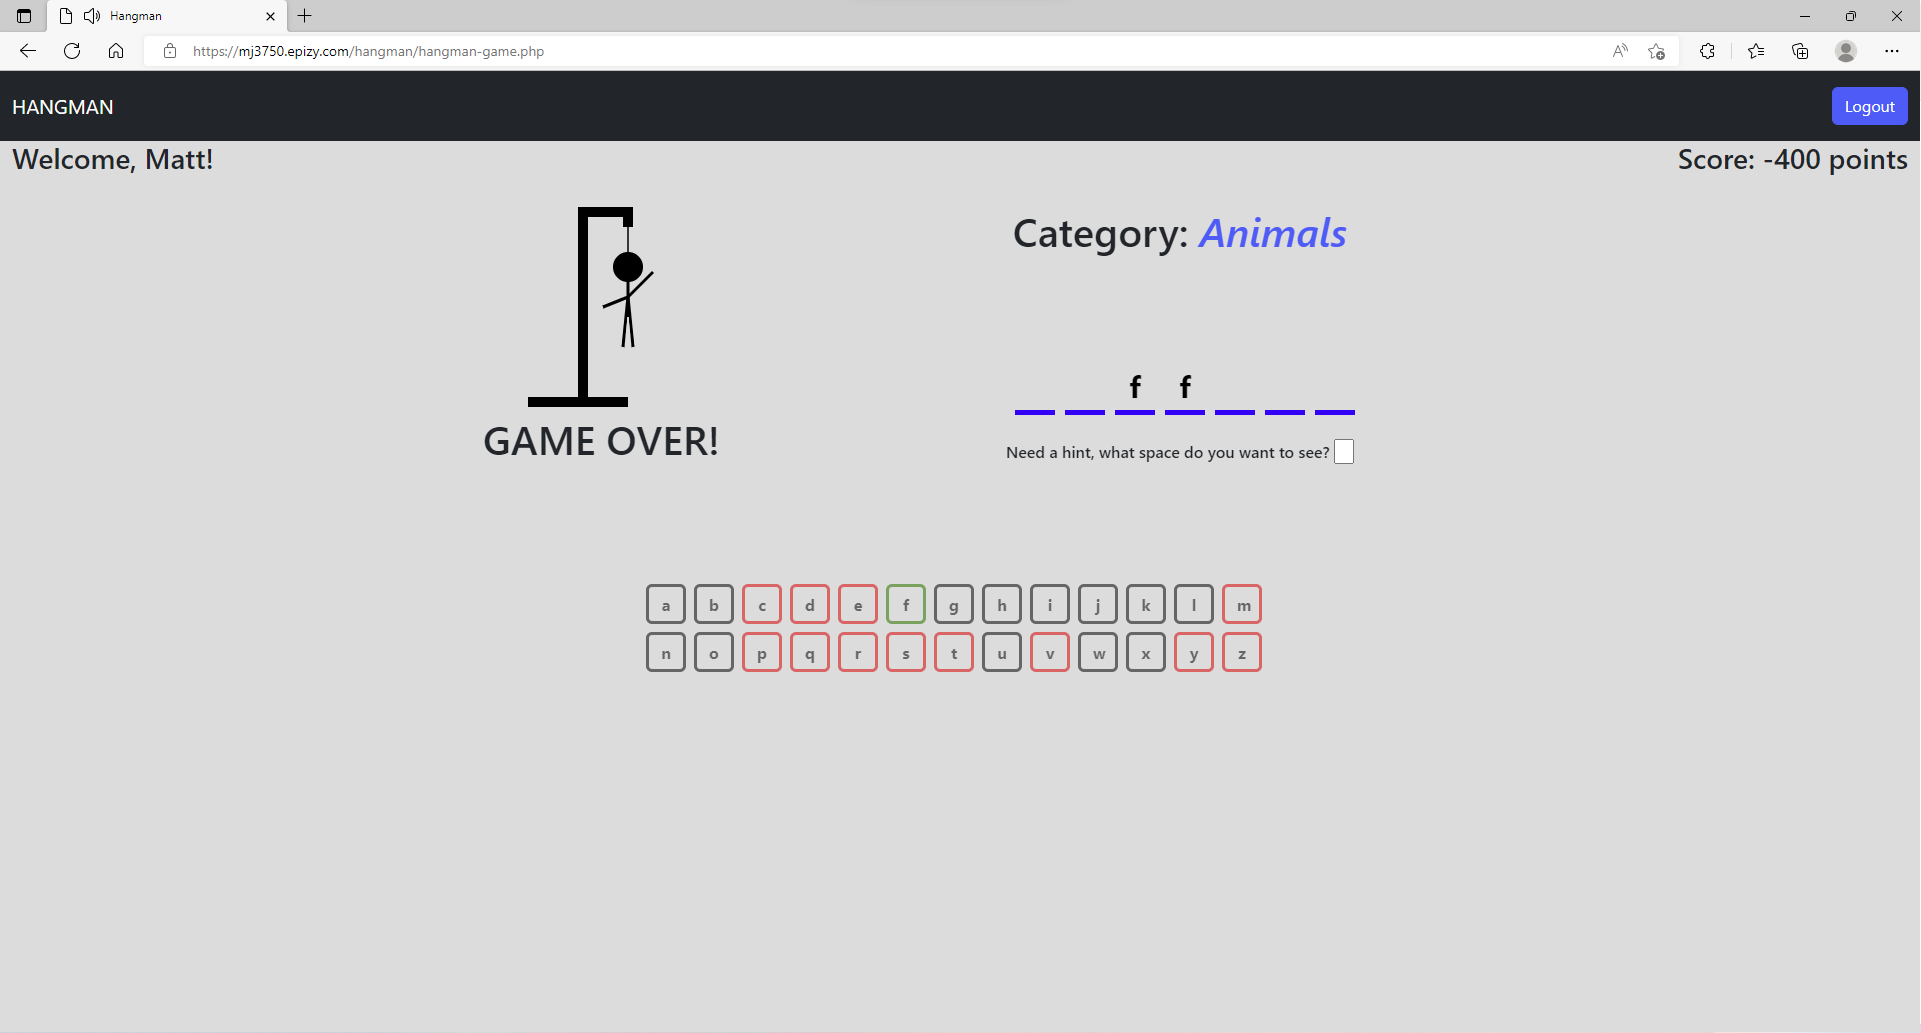 Hangman
https://mj3750.epizy.com/hangman/hangman-game.php
HANGMAN
Logout
Welcome, Matt!
Score: -400 points
Category: Animals
f f
GAME OVER!
Need a hint, what space do you want to see?
a b c d e f g h i j k l m
n o p q r s t u v w x y z